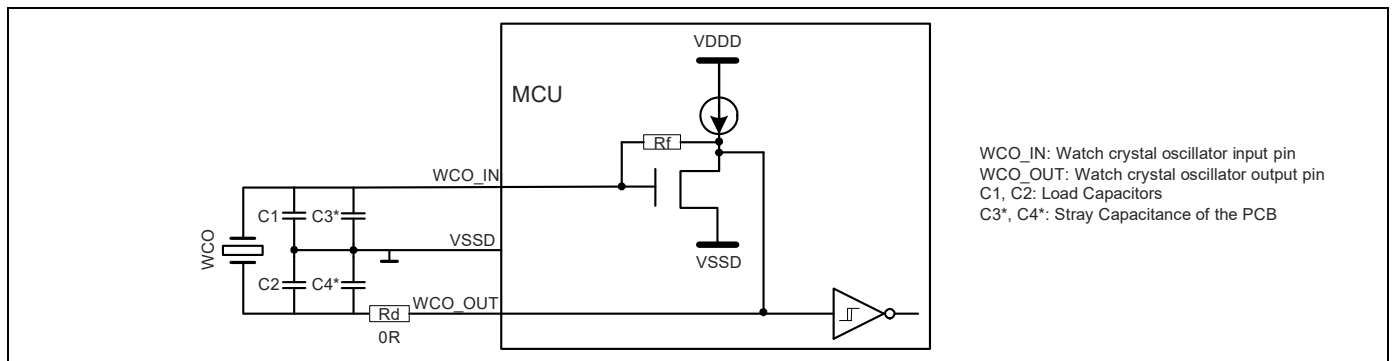 VDDD
MCU
Rf
WCO_IN
C1
C3*
VSSD
WCO
VSSD
C2
C4*
WCO_OUT
Rd
0R
WCO_IN: Watch crystal oscillator input pin
WCO_OUT: Watch crystal oscillator output pin
C1, C2: Load Capacitors
C3*, C4*: Stray Capacitance of the PCB